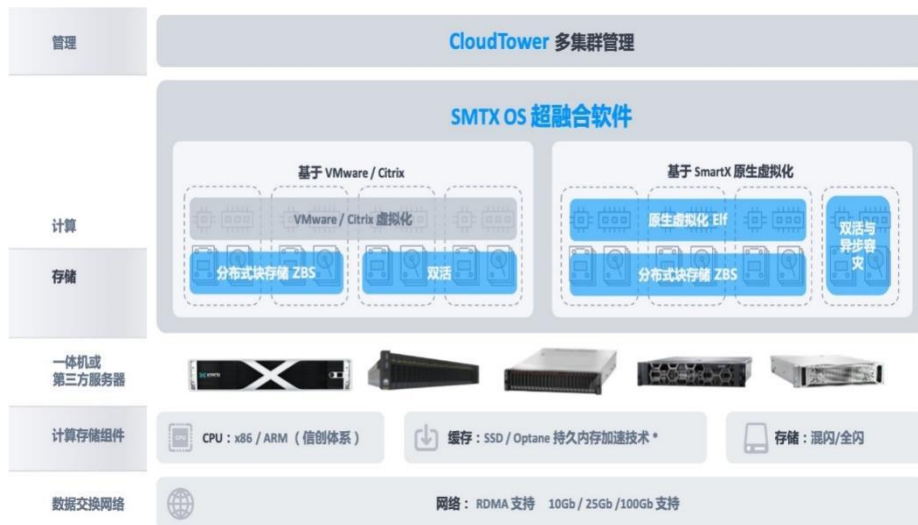 管理
CloudTower 多集群管理
SMTX OS 超融合软件
基于 VMware / Citrix
基于 SmartX 原生虚拟化
VMware / Citrix 虚拟化
分布式块存储 ZBS
双活
原生虚拟化 Elf
分布式块存储 ZBS
双活与
异步容
灾
计算
存储
一体机或
第三方服务器
计算存储组件
CPU：x86 / ARM（信创体系）
缓存：SSD / Optane 持久内存加速技术 *
存储：混闪/全闪
数据交换网络
网络： RDMA 支持 10Gb / 25Gb /100Gb 支持